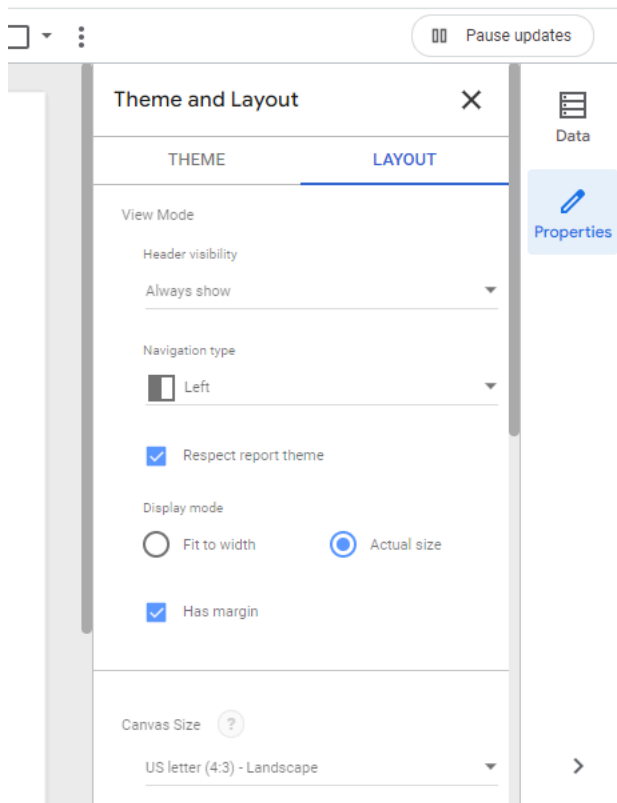 Pause updates
Theme and Layout
Data
THEME LAYOUT
Properties
View Mode
Header visibility
Always show
Navigation type
Left
Respect report theme
Display mode
Fit to width Actual size
Has margin
Canvas Size ?
US letter (4:3) - Landscape